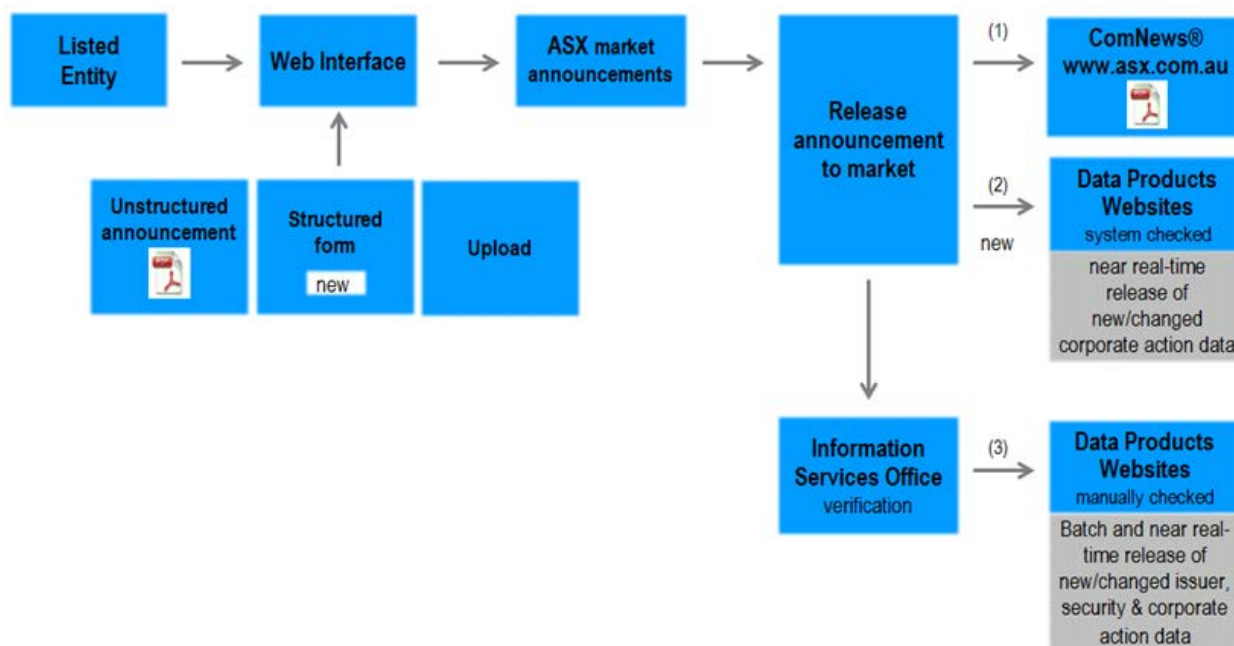 Listed
Entity
Web Interface
ASX market
announcements
Release
announcement
to market
(1)
ComNews®
www.asx.com.au
Unstructured
announcement
Structured
form
new
Upload
(2)
new
Data Products
Websites
system checked
near real-time
release of
new/changed
corporate action data
Information
Services Office
verification
(3)
Data Products
Websites
manually checked
Batch and near real-
time release of
new/changed issuer,
security & corporate
action data